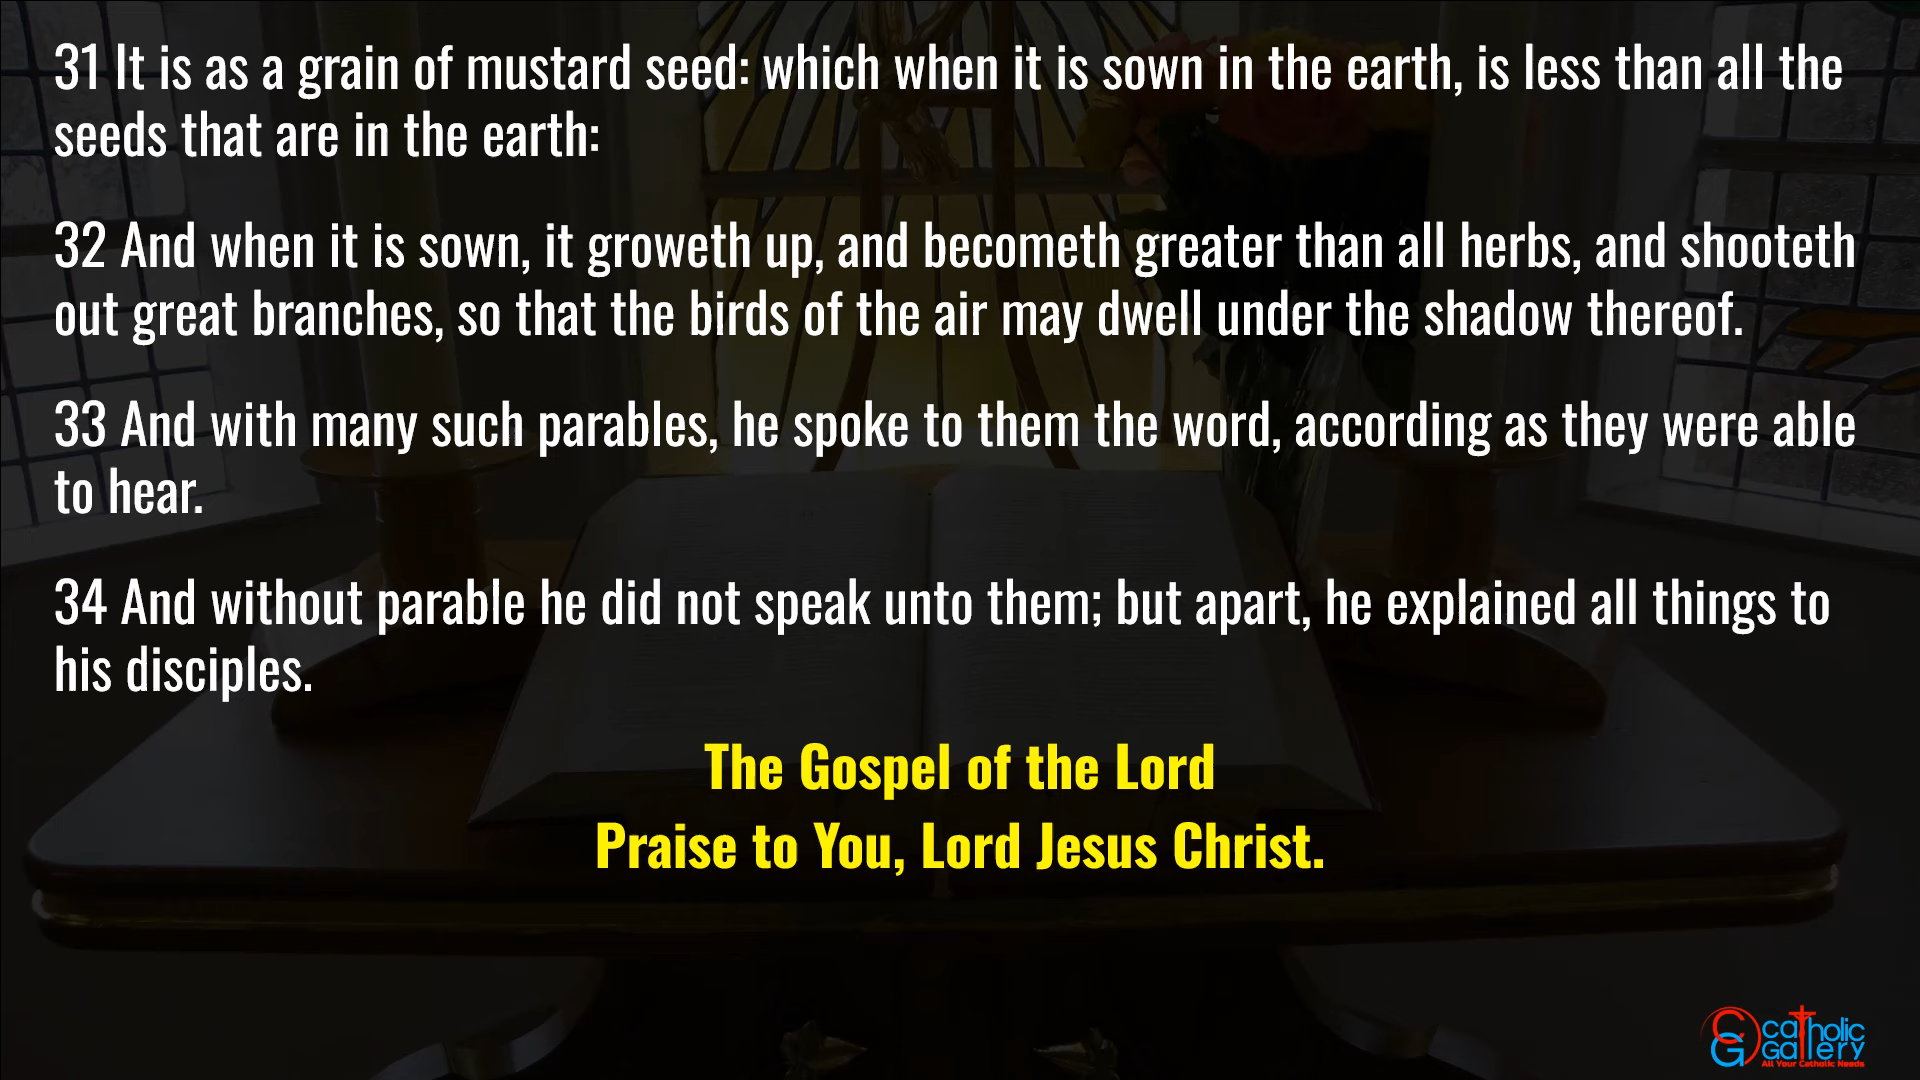 31 It is as a grain of mustard seed: which when it is sown in the earth, is less than all the
seeds that are in the earth:
32 And when it is sown, it groweth up, and becometh greater than all herbs, and shooteth
out great branches, so that the birds of the air may dwell under the shadow thereof.
33 And with many such parables, he spoke to them the word, according as they were able
to hear.
34 And without parable he did not speak unto them; but apart, he explained all things to
his disciples.
The Gospel of the Lord
Praise to You, Lord Jesus Christ.
CG catholic
Gallery
All Your Catholic Needs